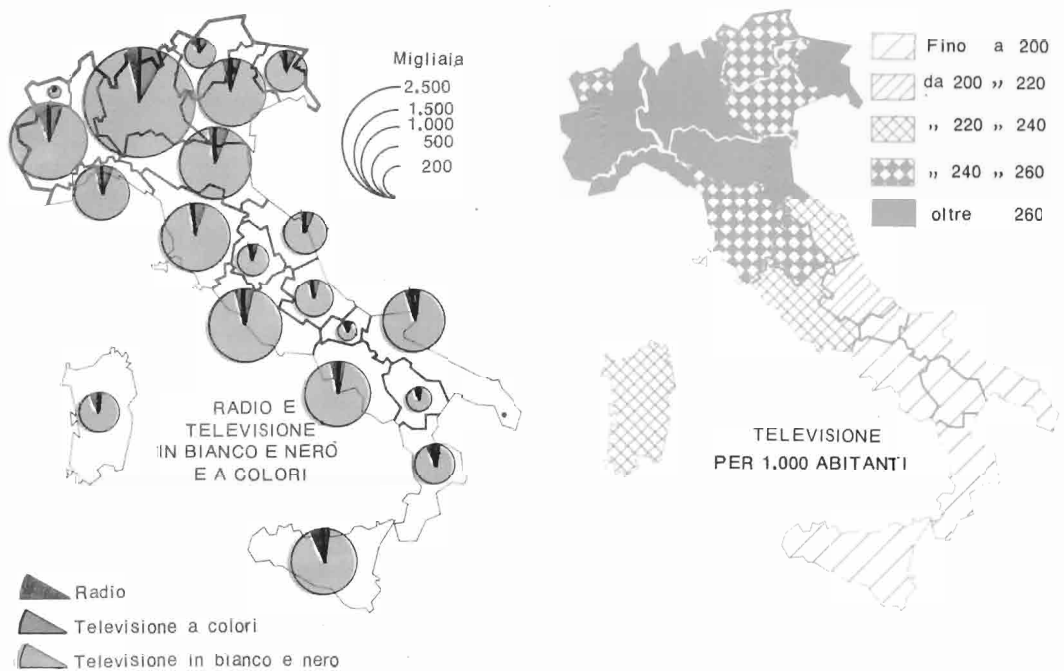 Migliaia
2.500
1.500
1.000
500
200
RADIO E
TELEVISIONE
IN BIANCO E NERO
E A COLORI
Radio
Televisione a colori
Televisione in bianco e nero
Fino a 200
da 200 ,, 220
,, 220 ,, 240
,, 240 ,, 260
oltre 260
TELEVISIONE
PER 1.000 ABITANTI